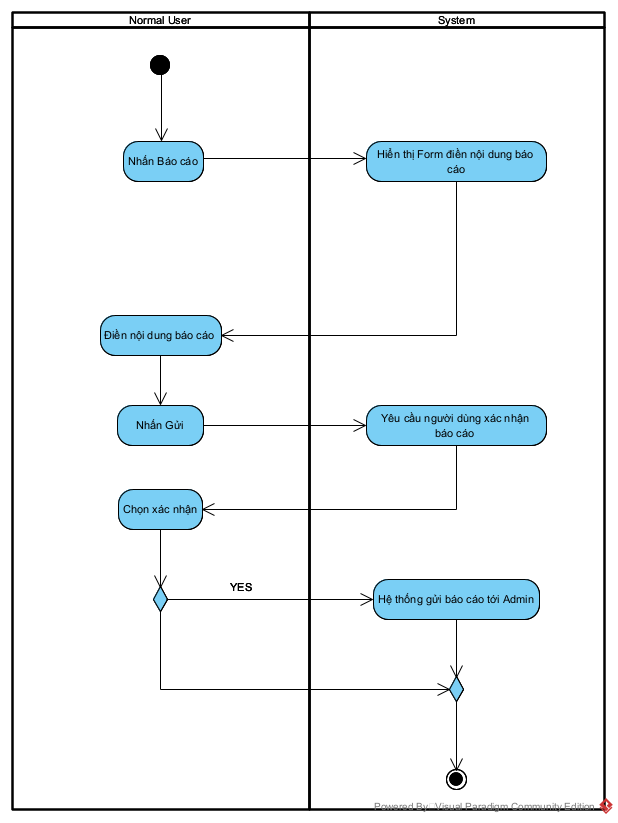 Normal User
System
Nhấn Báo cáo
Hiển thị Form điền nội dung báo
cáo
Điền nội dung báo cáo
Nhấn Gửi
Yêu cầu người dùng xác nhận
báo cáo
Chọn xác nhận
YES
Hệ thống gửi báo cáo tới Admin
Powered By: Visual Paradigm Community Edition